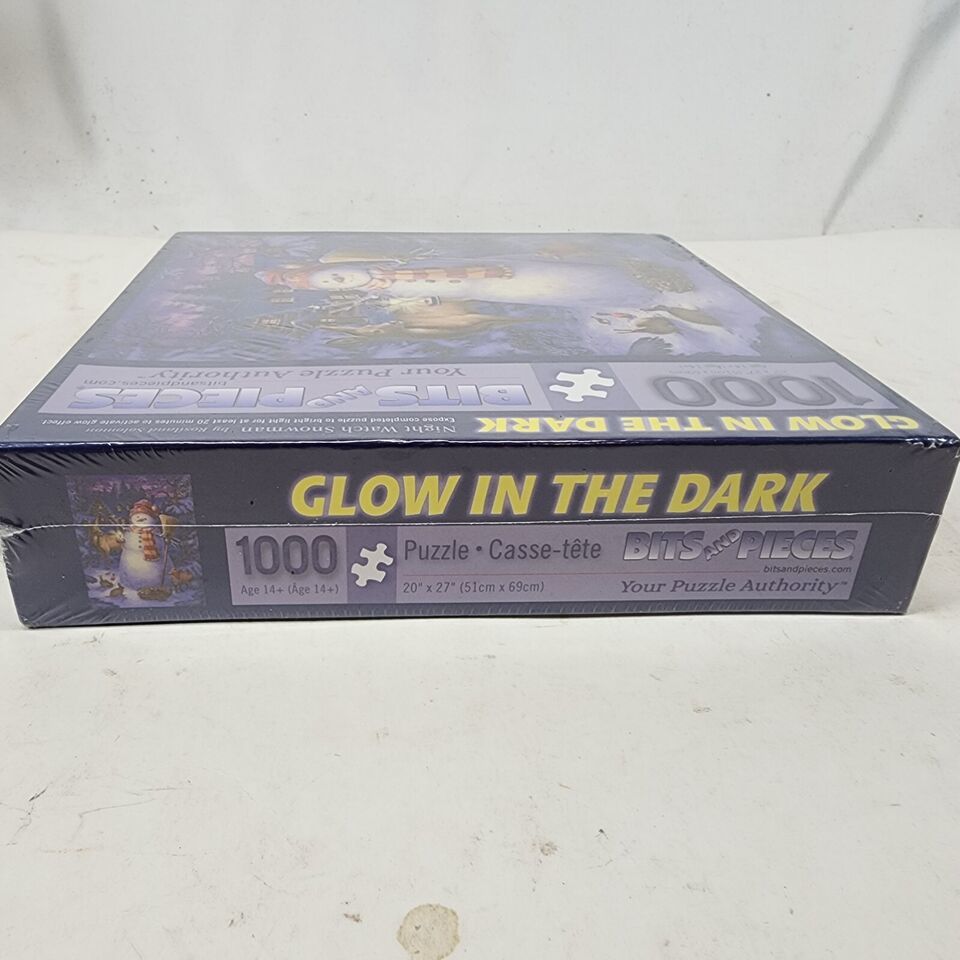 GLOW IN THE DARK
1000
Age 14+ (Âge 14+)
Puzzle • Casse-tête
20" x 27" (51cm x 69cm)
BITS AND PIECES
bitsandpieces.com
Your Puzzle Authority™
GLOW IN THE DARK
Night Watch Snowman
Expose completed puzzle to bright light for at least 20 minutes to activate glow effect
1000
BITS AND PIECES
bitsandpieces.com
Your Puzzle Authority